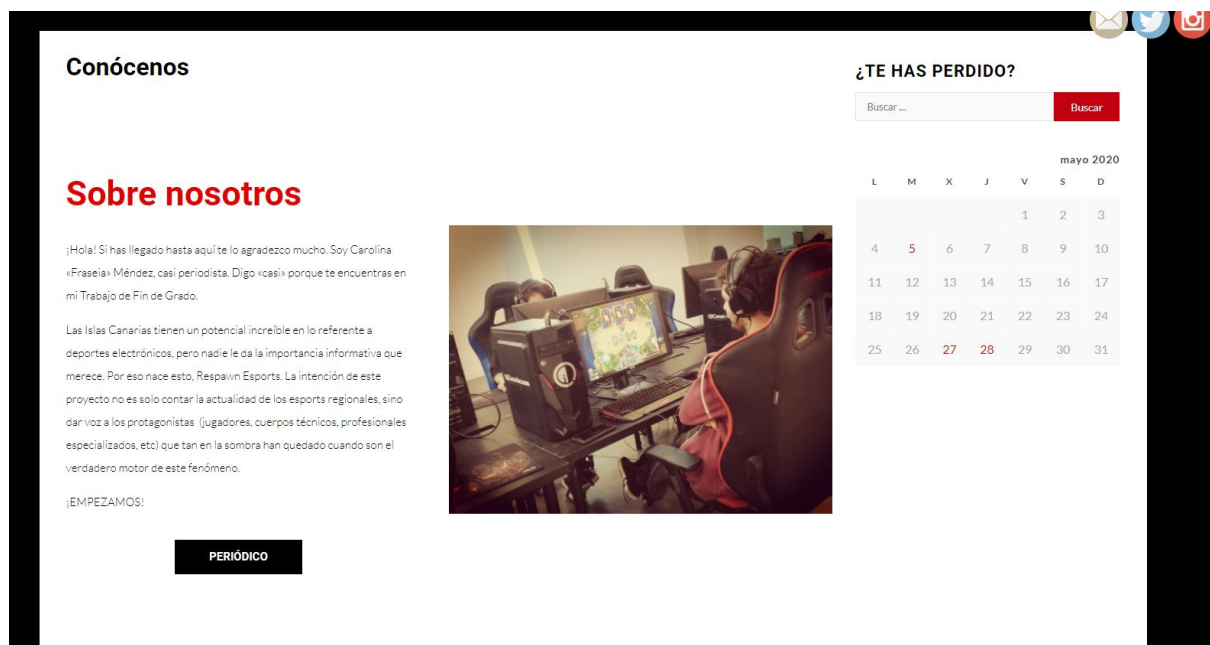 Conócenos
Sobre nosotros
¡Hola! Si has llegado hasta aquí te lo agradezco mucho. Soy Carolina
«Fraseia» Méndez, casi periodista. Digo «casi» porque te encuentras en
mi Trabajo de Fin de Grado.
Las Islas Canarias tienen un potencial increíble en lo referente a
deportes electrónicos, pero nadie le da la importancia informativa que
merece. Por eso nace esto, Respawn Esports. La intención de este
proyecto no es solo contar la actualidad de los esports regionales, sino
dar voz a los protagonistas (jugadores, cuerpos técnicos, profesionales
especializados, etc) que tan en la sombra han quedado cuando son el
verdadero motor de este fenómeno.
¡EMPEZAMOS!
PERIÓDICO
¿TE HAS PERDIDO?
Buscar ... Buscar
mayo 2020
L M X J V S D
1 2 3
4 5 6 7 8 9 10
11 12 13 14 15 16 17
18 19 20 21 22 23 24
25 26 27 28 29 30 31